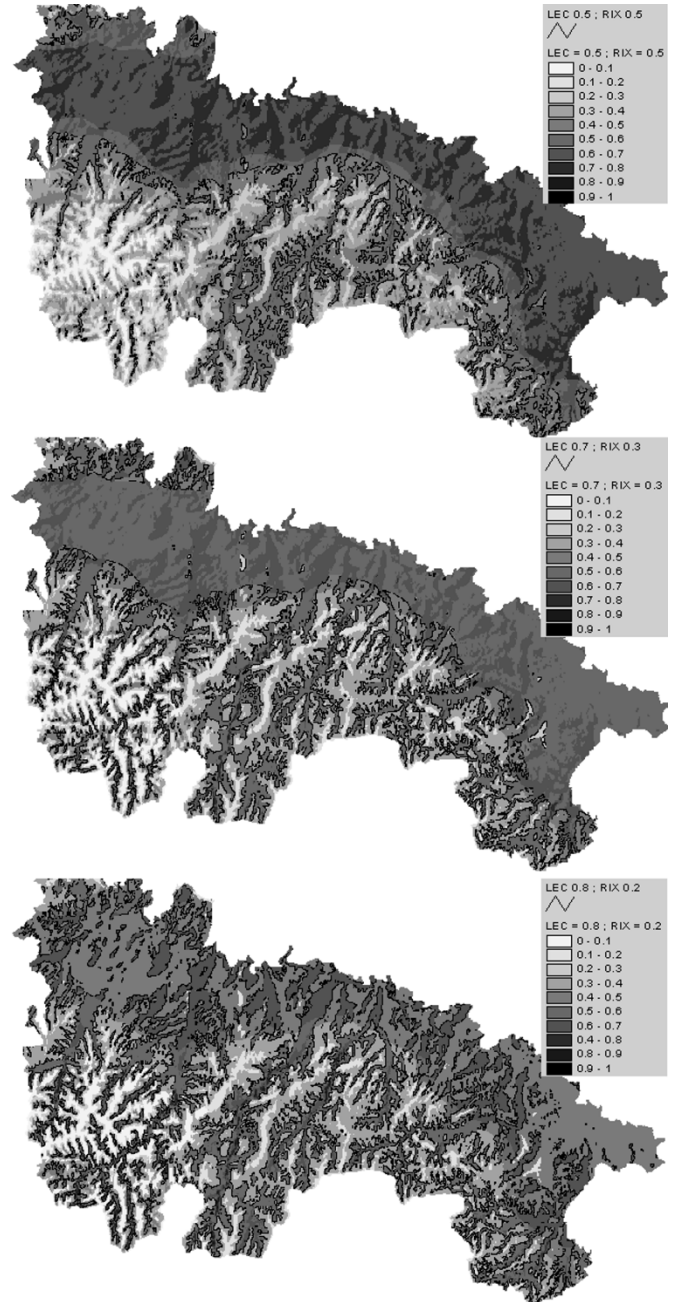 LEC 0.5 ; RIX 0.5
LEC = 0.5 ; RIX = 0.5
0 - 0.1
0.1 - 0.2
0.2 - 0.3
0.3 - 0.4
0.4 - 0.5
0.5 - 0.6
0.6 - 0.7
0.7 - 0.8
0.8 - 0.9
0.9 - 1
LEC 0.7 ; RIX 0.3
LEC = 0.7 ; RIX = 0.3
0 - 0.1
0.1 - 0.2
0.2 - 0.3
0.3 - 0.4
0.4 - 0.5
0.5 - 0.6
0.6 - 0.7
0.7 - 0.8
0.8 - 0.9
0.9 - 1
LEC 0.8 ; RIX 0.2
LEC = 0.8 ; RIX = 0.2
0 - 0.1
0.1 - 0.2
0.2 - 0.3
0.3 - 0.4
0.4 - 0.5
0.5 - 0.6
0.6 - 0.7
0.4 - 0.8
0.8 - 0.9
0.9 - 1